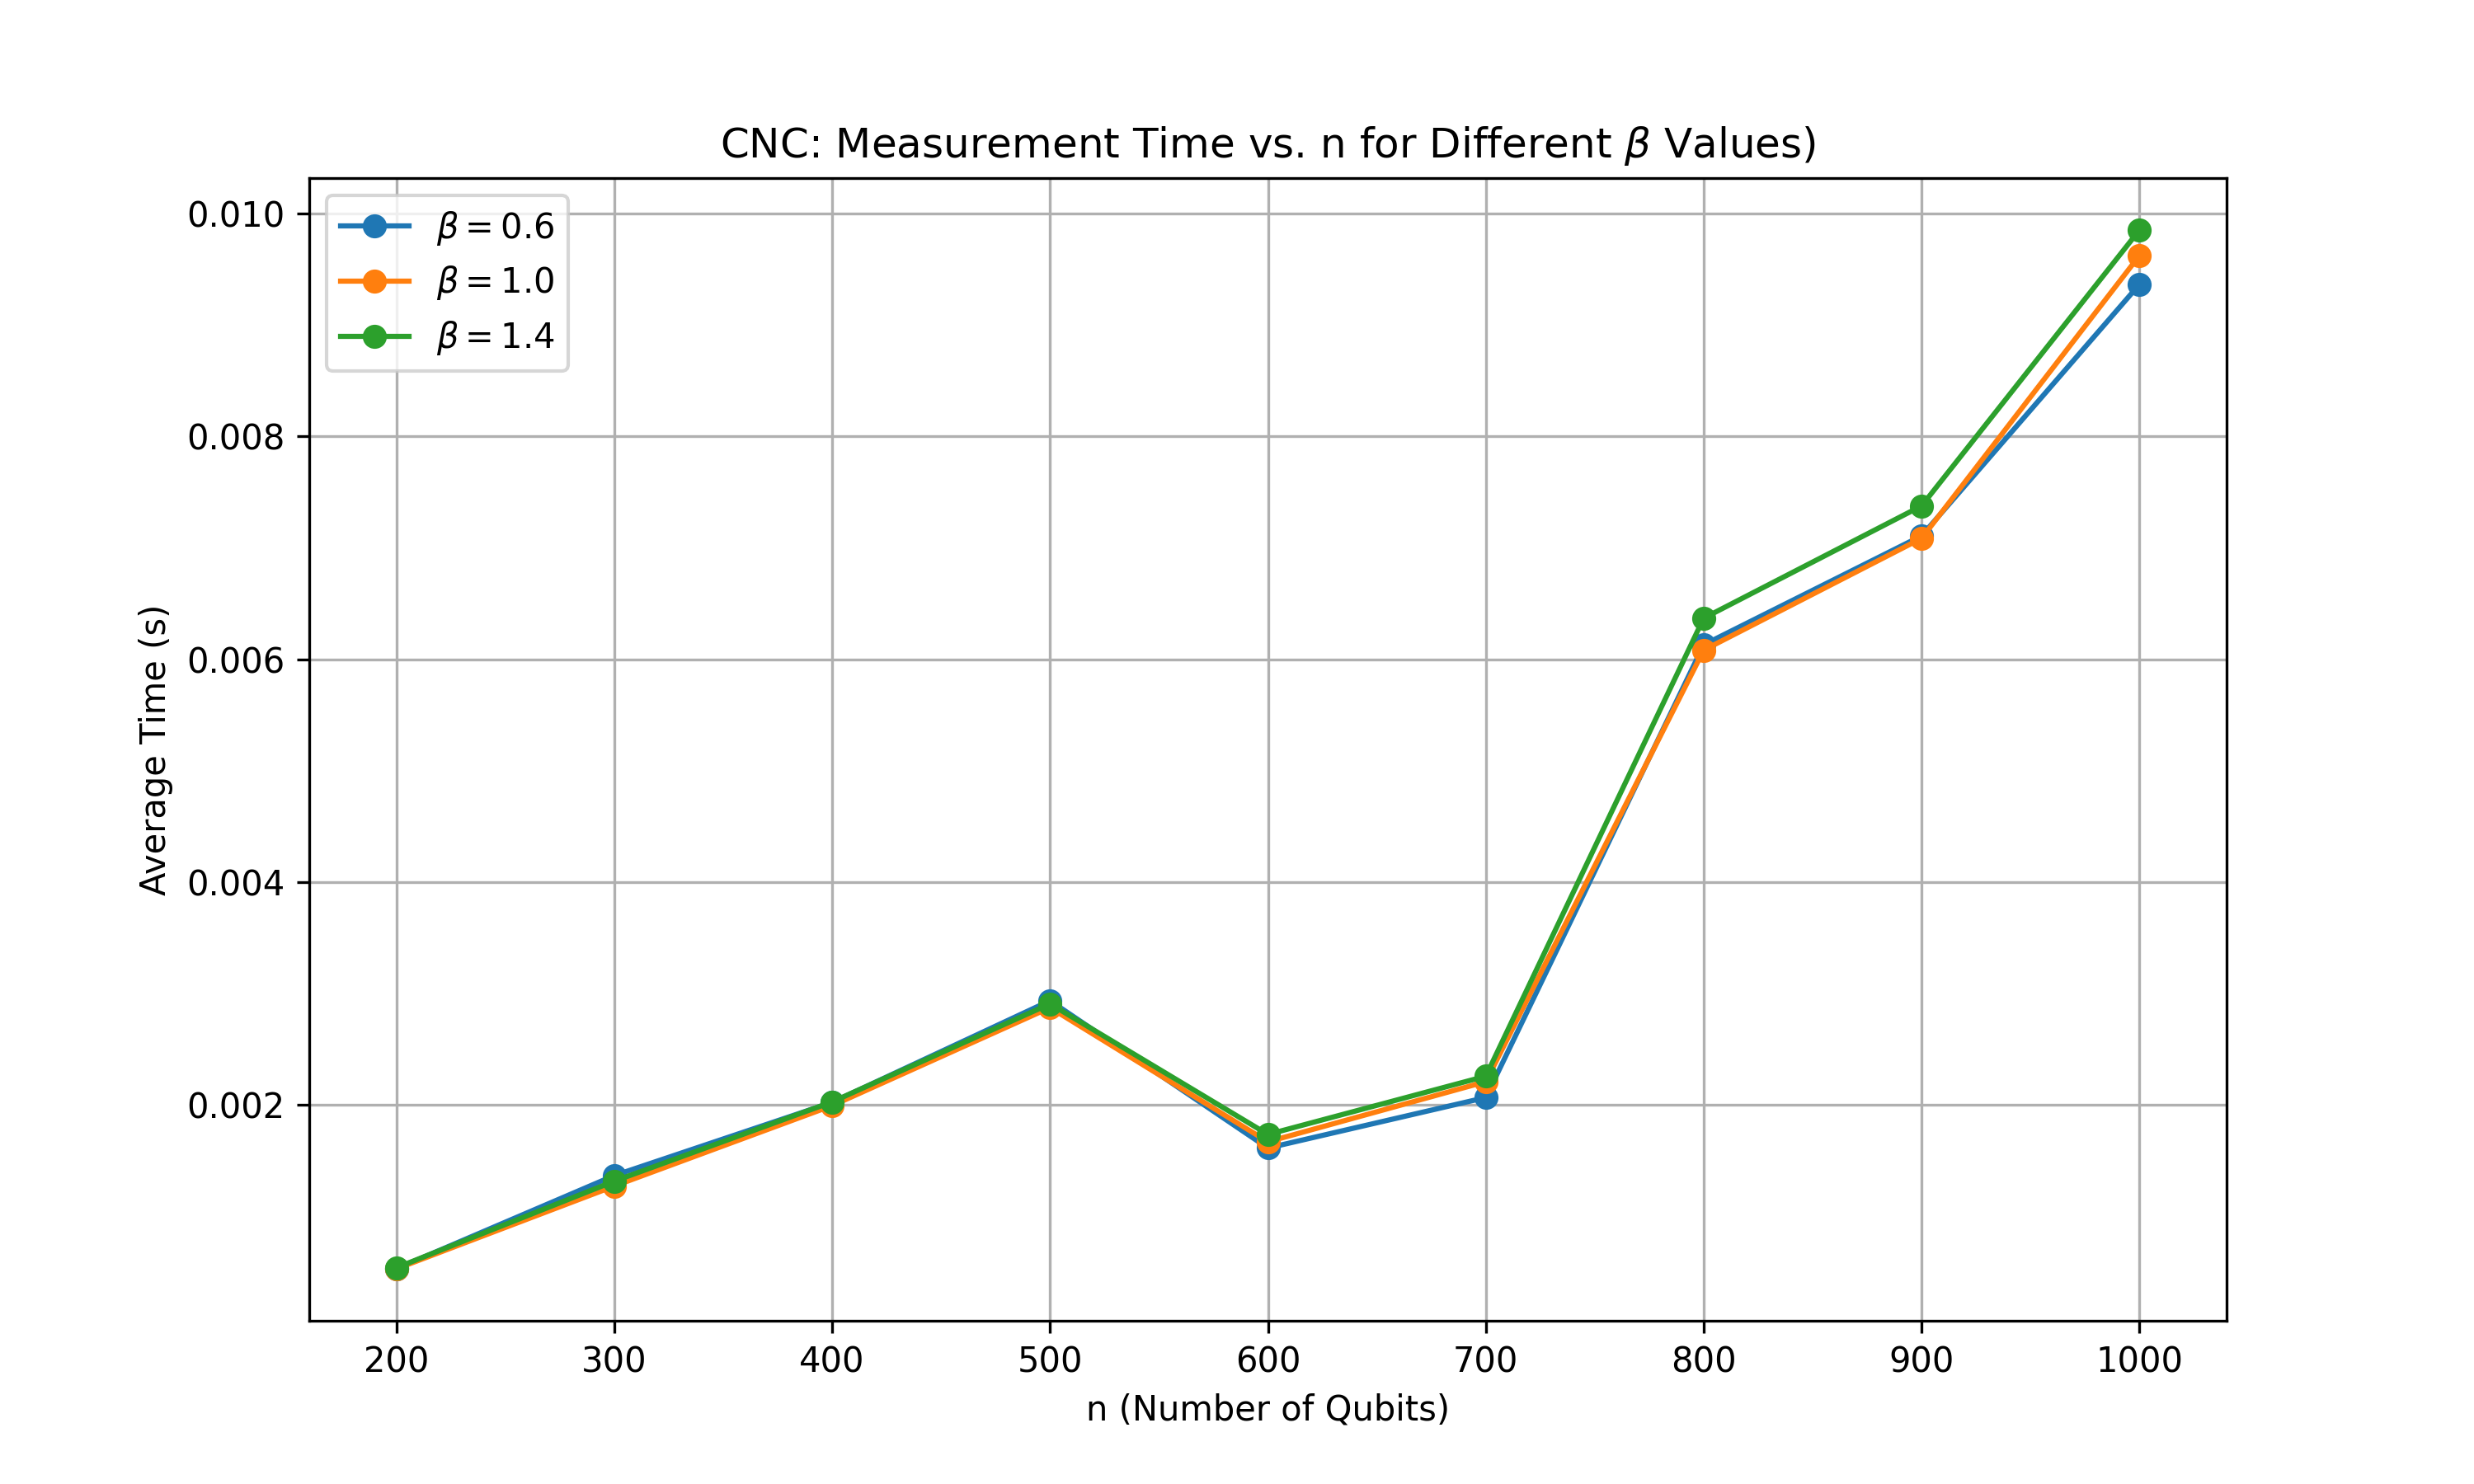 CNC: Measurement Time vs. n for Different β Values)
β = 0.6
β = 1.0
β = 1.4
0.010
0.008
0.006
0.004
0.002
Average Time (s)
200 300 400 500 600 700 800 900 1000
n (Number of Qubits)